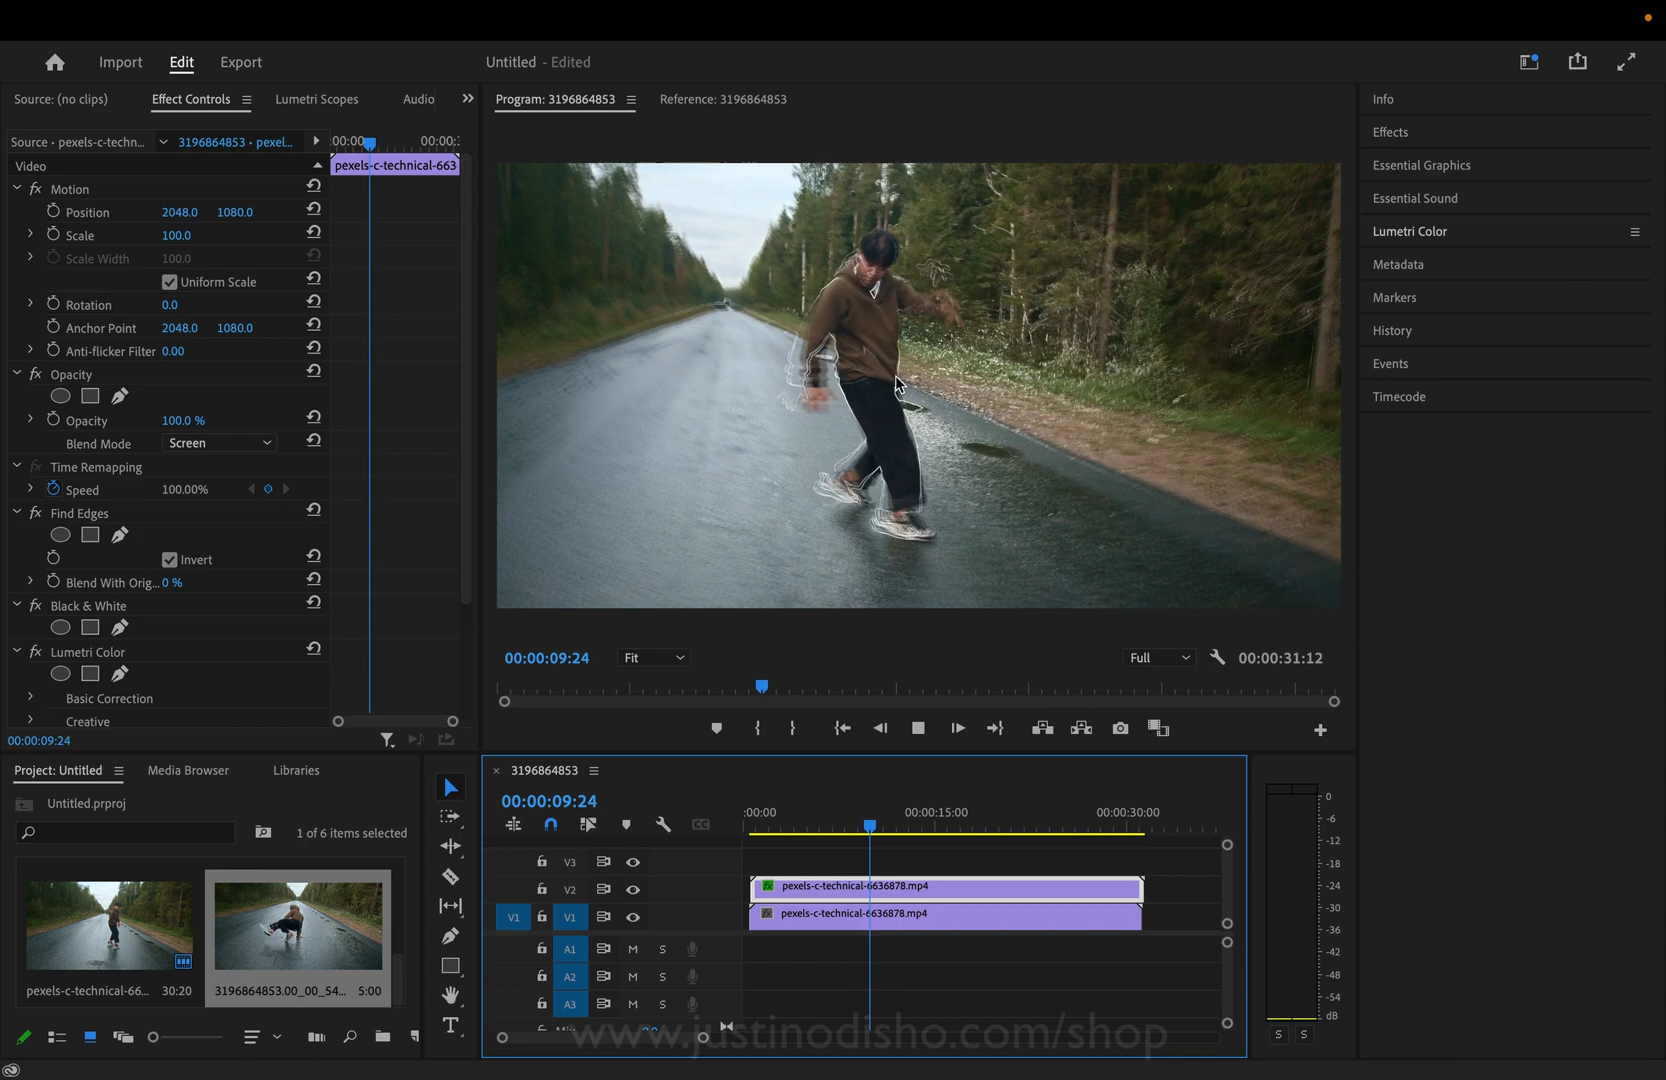 Import Edit Export
Untitled - Edited
Source: (no clips) Effect Controls Lumetri Scopes Audio
Source • pexels-c-techn... 3196864853 • pexel...
:00:00 00:00::
Video
pexels-c-technical-663
Motion
Position 2048.0 1080.0
Scale 100.0
Scale Width 100.0
Uniform Scale
Rotation 0.0
Anchor Point 2048.0 1080.0
Anti-flicker Filter 0.00
Opacity
Opacity 100.0 %
Blend Mode Screen
Time Remapping
Speed 100.00%
Find Edges
Invert
Blend With Orig... 0 %
Black & White
Lumetri Color
Basic Correction
Creative
00:00:09:24
Program: 3196864853 Reference: 3196864853
00:00:09:24 Fit Full 00:00:31:12
Info
Effects
Essential Graphics
Essential Sound
Lumetri Color
Metadata
Markers
History
Events
Timecode
Project: Untitled Media Browser Libraries
Untitled.prproj
1 of 6 items selected
pexels-c-technical-66... 30:20
3196864853.00_00_54... 5:00
3196864853
00:00:09:24
:00:00 00:00:15:00 00:00:30:00
V3
V2 pexels-c-technical-6636878.mp4
V1 V1 pexels-c-technical-6636878.mp4
A1 M S
A2 M S
A3 M S
0.0
0
-6
-12
-18
-24
-30
-36
-42
-48
-54
dB
S S
www.justinodisho.com/shop